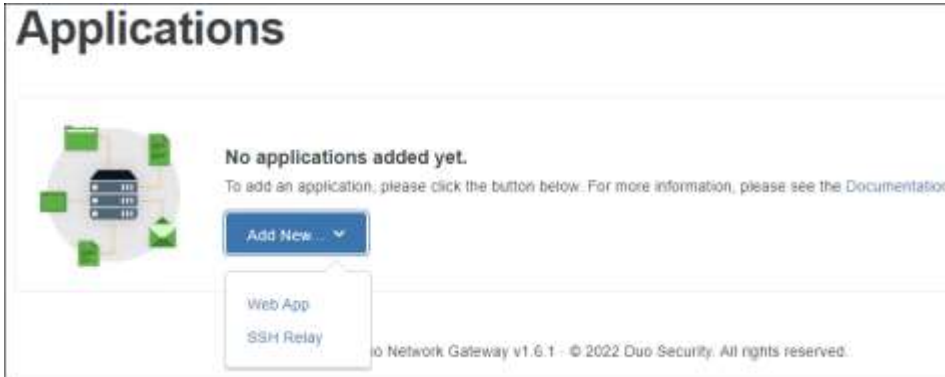 Applications
No applications added yet.
To add an application, please click the button below. For more information, please see the Documentation
Add New...
Web App
SSH Relay
o Network Gateway v1.6.1 · © 2022 Duo Security. All rights reserved.